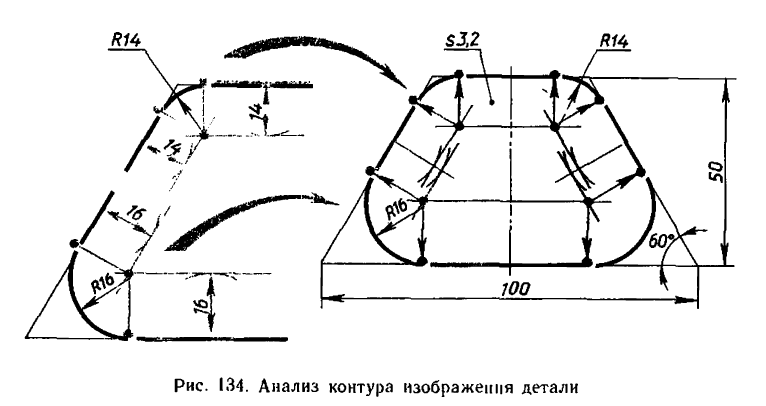 R14
s3,2
R14
14
14
16
R16
16
R16
50
60°
100
Рис. 134. Анализ контура изображения детали